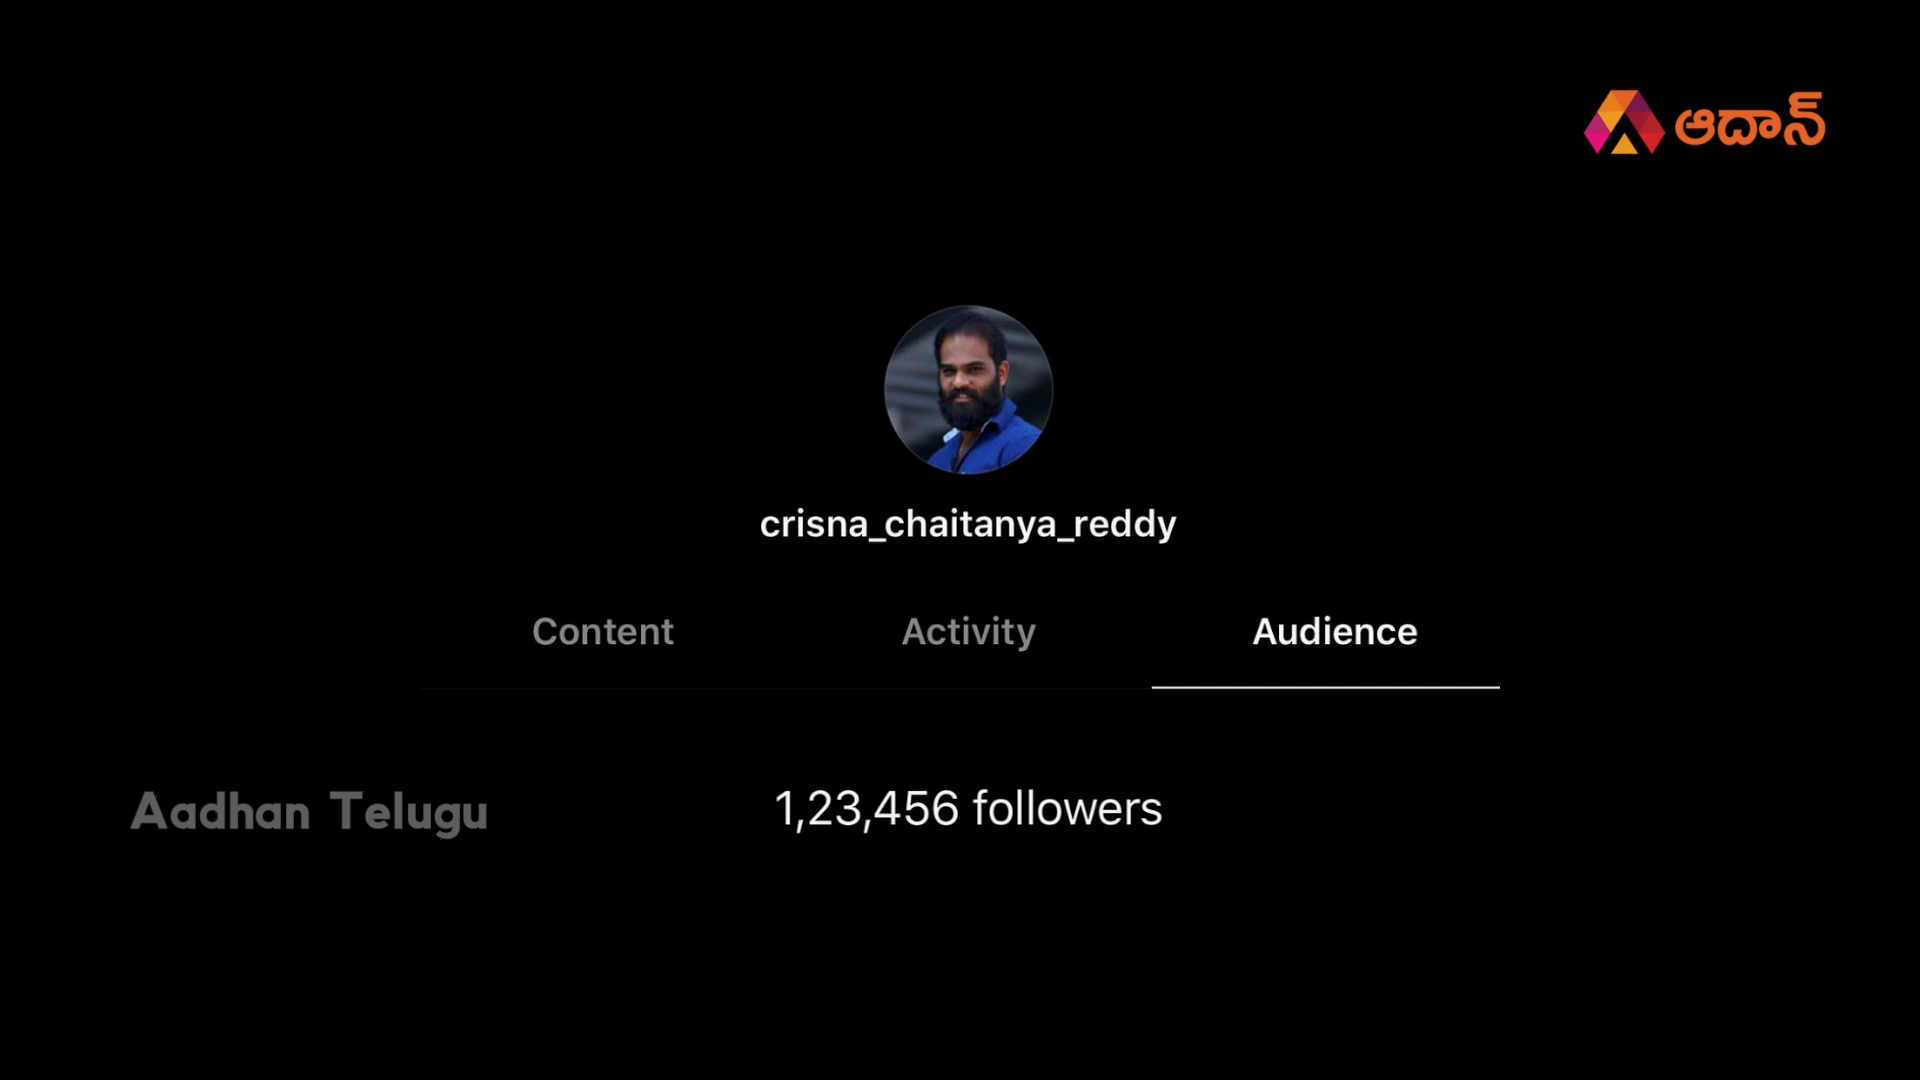 ఆదాన్
crisna_chaitanya_reddy
Content Activity Audience
Aadhan Telugu
1,23,456 followers